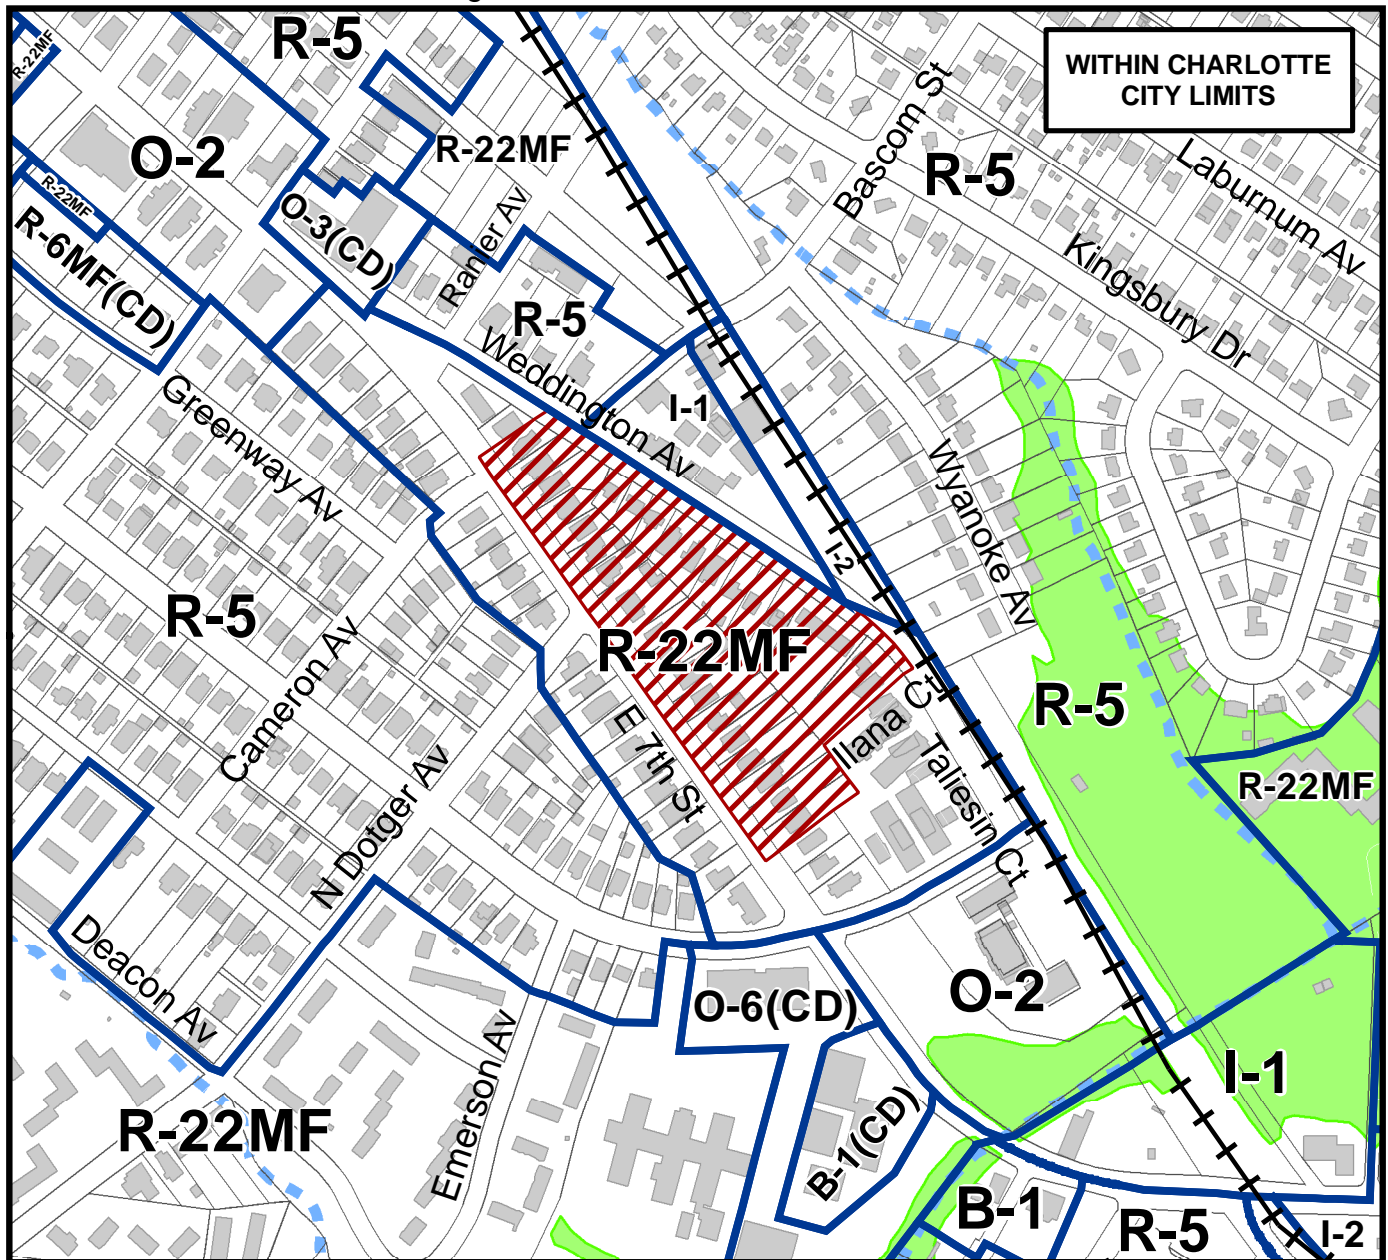 R-5
WITHIN CHARLOTTE
CITY LIMITS
R-22MF
O-2
R-22MF
Bascom St
R-5
Laburnum Av
R-22MF
R-6MF(CD)
O-3(CD)
Ranier Av
Kingsbury Dr
R-5
Weddington Av
I-1
Greenway Av
Wyanoke Av
I-2
R-5
R-22MF
Cameron Av
R-5
E 7th St
Ilana Ct
Taliesin Ct
R-22MF
N Dotger Av
Deacon Av
O-2
O-6(CD)
Emerson Av
I-1
R-22MF
B-1(CD)
B-1
R-5
I-2